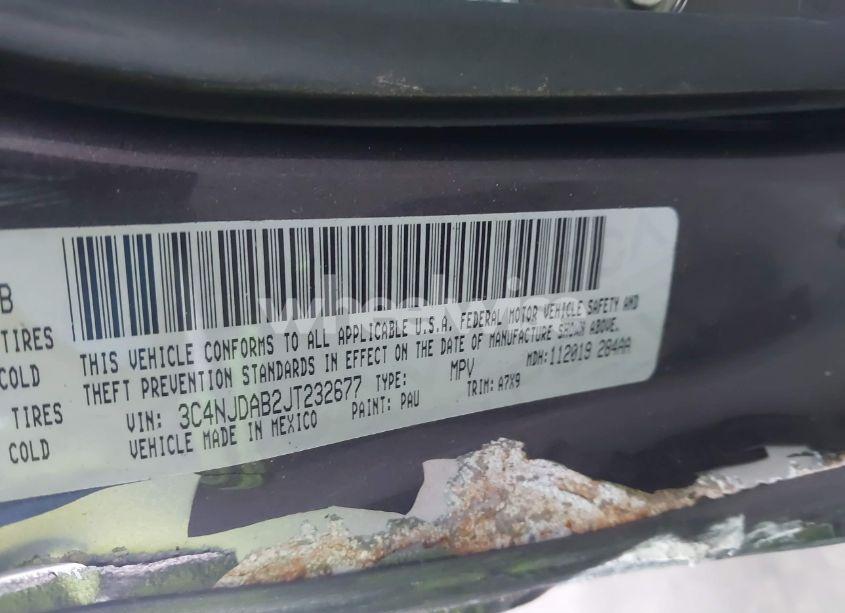 B
TIRES
COLD
TIRES
COLD
THIS VEHICLE CONFORMS TO ALL APPLICABLE U.S.A. FEDERAL MOTOR VEHICLE SAFETY AND
THEFT PREVENTION STANDARDS IN EFFECT ON THE DATE OF MANUFACTURE SHOWN ABOVE.
VIN: 3C4NJDAB2JT232677 TYPE: MPV MDH:112019 284AA
VEHICLE MADE IN MEXICO PAINT: PAU TRIM: A7X9